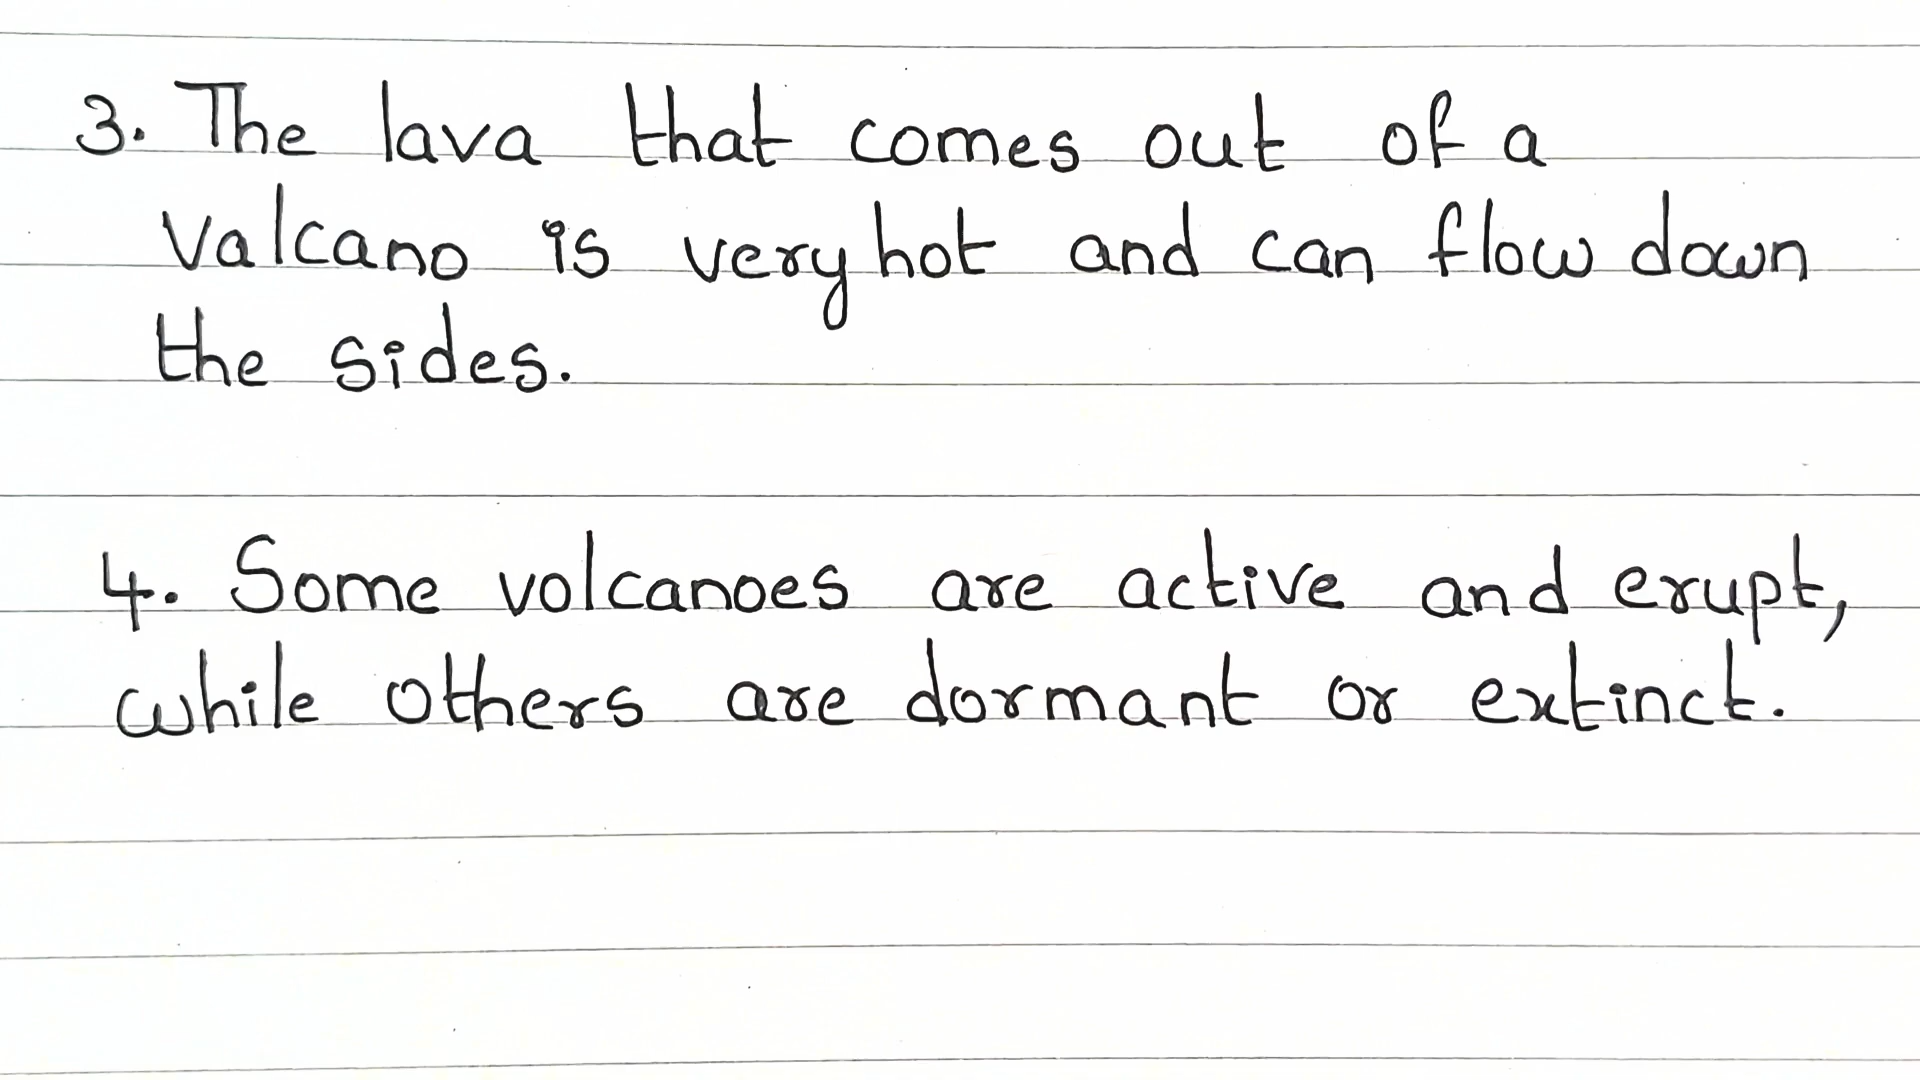 3. The lava that comes out of a
Valcano is very hot and can flow down
the sides.
4. Some volcanoes are active and erupt,
while others are dormant or extinct.